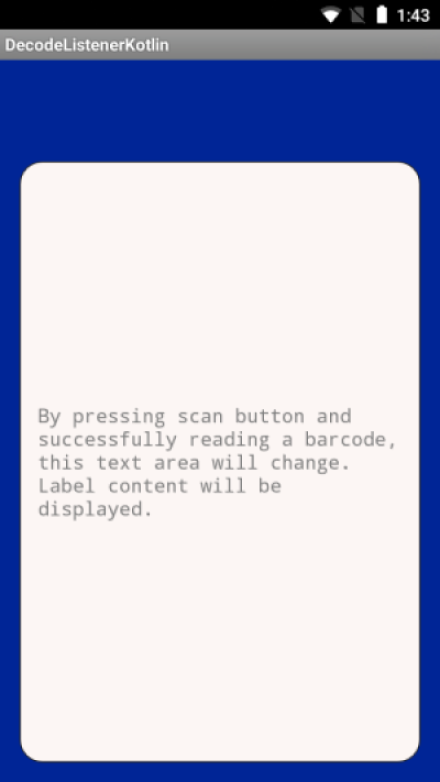 1:43
DecodeListenerKotlin
By pressing scan button and
successfully reading a barcode,
this text area will change.
Label content will be
displayed.